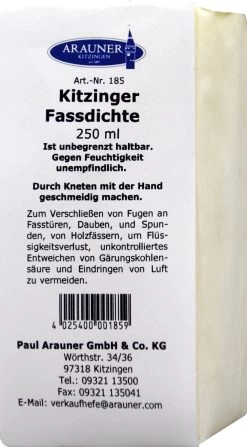 ARAUNER
KITZINGEN
Art.-Nr. 185
Kitzinger
Fassdichte
250 ml
Ist unbegrenzt haltbar.
Gegen Feuchtigkeit
unempfindlich.
Durch Kneten mit der Hand
geschmeidig machen.
Zum Verschließen von Fugen an
Fasstüren, Dauben, und Spun-
den, von Holzfässern, um Flüs-
sigkeitsverlust, unkontrolliertes
Entweichen von Gärungskohlen-
säure und Eindringen von Luft
zu vermeiden.
4 025400 001859
Paul Arauner GmbH & Co. KG
Wörthstr. 34/36
97318 Kitzingen
Tel.: 09321 13500
Fax: 09321 135041
E-Mail: verkaufhefe@arauner.com